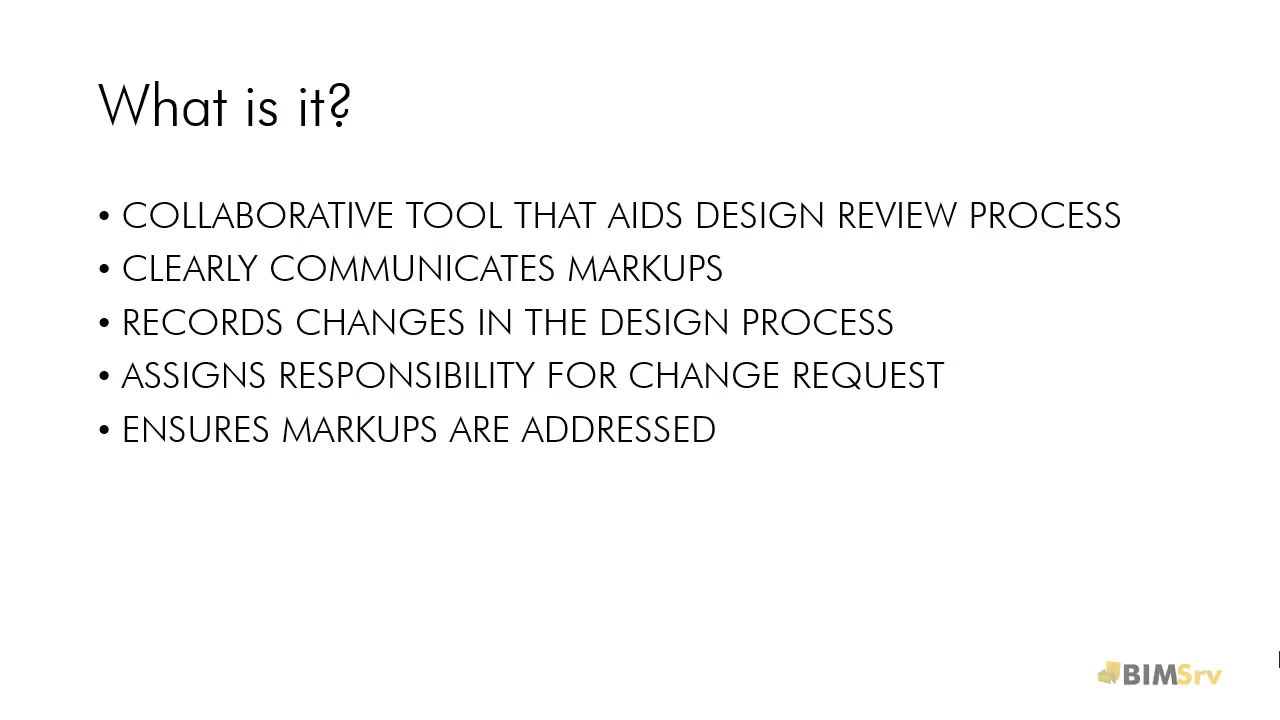 What is it?
• COLLABORATIVE TOOL THAT AIDS DESIGN REVIEW PROCESS
• CLEARLY COMMUNICATES MARKUPS
• RECORDS CHANGES IN THE DESIGN PROCESS
• ASSIGNS RESPONSIBILITY FOR CHANGE REQUEST
• ENSURES MARKUPS ARE ADDRESSED
BIMSrv